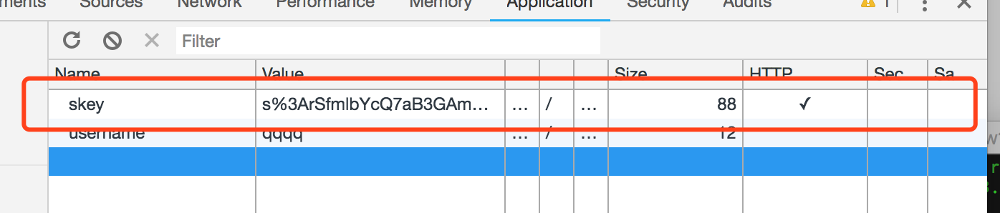 ments Sources Network Performance Memory Application Security Audits 1
Filter
Name Value Size HTTP Sec Sa
skey s%3ArSfmlbYcQ7aB3GAm... ... / ... 88 ✓
username qqqq ... / ... 12